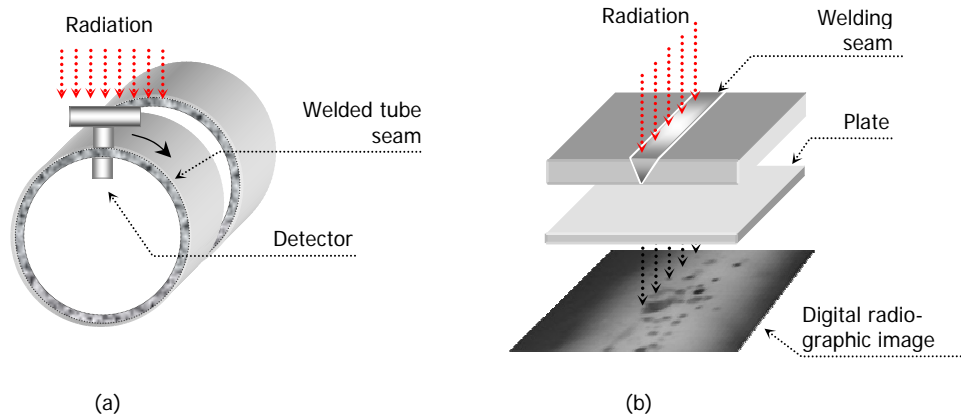 Radiation
Welded tube
seam
Detector
(a)
Radiation
Welding
seam
Plate
Digital radio-
graphic image
(b)